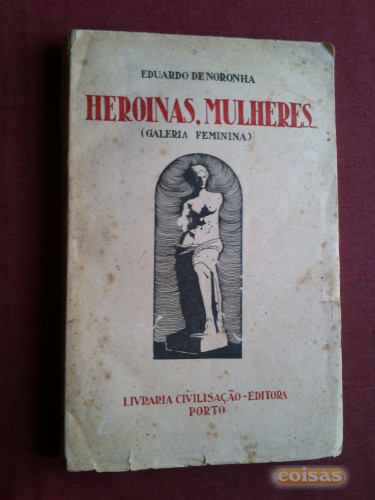 EDUARDO DE NORONHA
HEROINAS, MULHERES...
(GALERIA FEMININA)
LIVRARIA CIVILISAÇÃO-EDITORA
PORTO
coisas